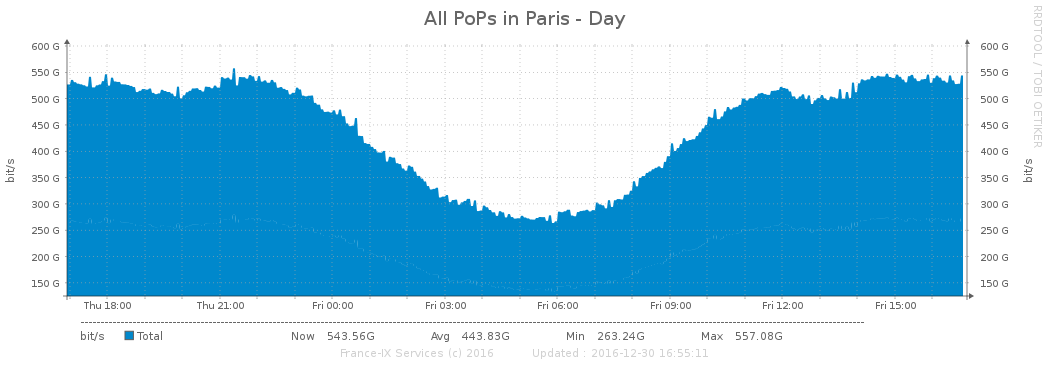 All PoPs in Paris - Day
RRDTOOL / TOBI OETIKER
600 G 600 G
550 G 550 G
500 G 500 G
450 G 450 G
400 G 400 G
350 G 350 G
300 G 300 G
250 G 250 G
200 G 200 G
150 G 150 G
bit/s bit/s
Thu 18:00 Thu 21:00 Fri 00:00 Fri 03:00 Fri 06:00 Fri 09:00 Fri 12:00 Fri 15:00
bit/s Total Now 543.56G Avg 443.83G Min 263.24G Max 557.08G
France-IX Services (c) 2016 Updated : 2016-12-30 16:55:11